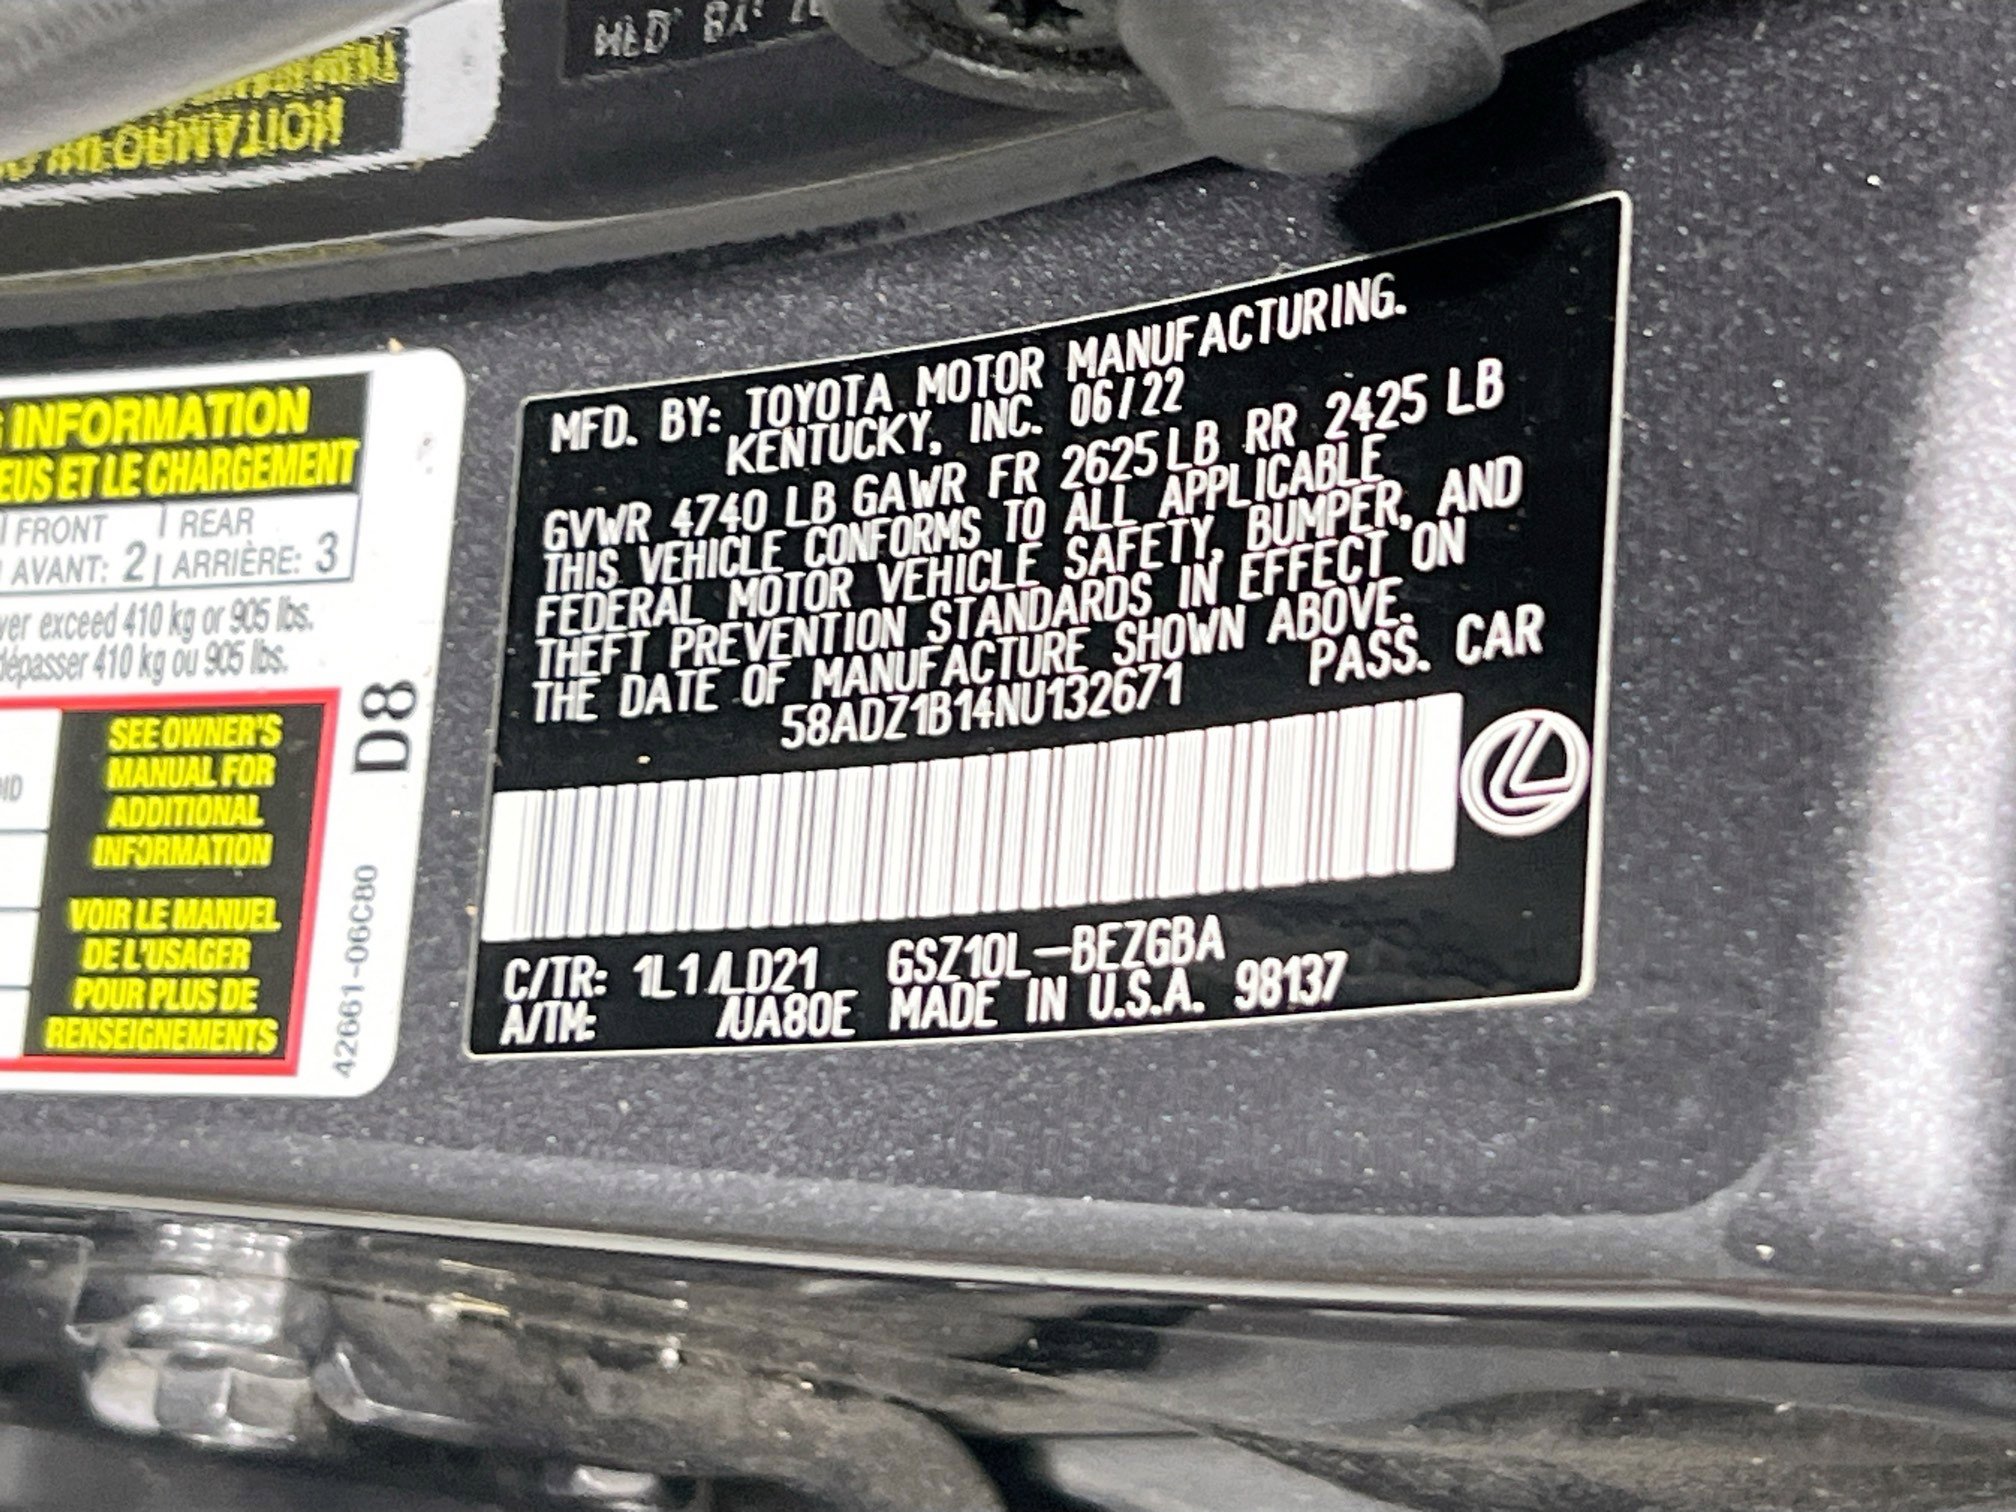 INFORMATION
EUS ET LE CHARGEMENT
FRONT
REAR
AVANT: 2
ARRIÈRE: 3
ver exceed 410 kg or 905 lbs.
dépasser 410 kg ou 905 lbs.
SEE OWNER'S
MANUAL FOR
ADDITIONAL
INFORMATION
VOIR LE MANUEL
DE L'USAGER
POUR PLUS DE
RENSEIGNEMENTS
D8
42661-06C80
MFD. BY: TOYOTA MOTOR MANUFACTURING.
KENTUCKY, INC. 06/22
GVWR 4740 LB GAWR FR 2625 LB RR 2425 LB
THIS VEHICLE CONFORMS TO ALL APPLICABLE
FEDERAL MOTOR VEHICLE SAFETY, BUMPER, AND
THEFT PREVENTION STANDARDS IN EFFECT ON
THE DATE OF MANUFACTURE SHOWN ABOVE.
58ADZ1B14NU132671 PASS. CAR
C/TR: 1L1/LD21 GSZ10L-BEZGBA
A/TM: /UA80E MADE IN U.S.A. 98137